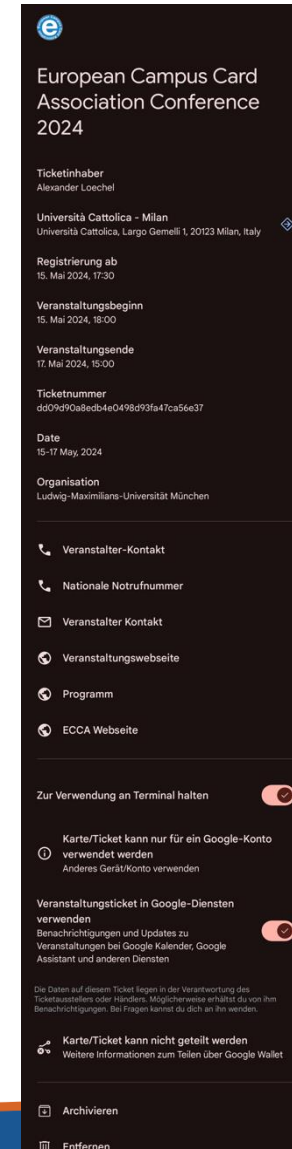 e
European Campus Card
Association Conference
2024
Ticketinhaber
Alexander Loechel
Università Cattolica - Milan
Università Cattolica, Largo Gemelli 1, 20123 Milan, Italy
Registrierung ab
15. Mai 2024, 17:30
Veranstaltungsbeginn
15. Mai 2024, 18:00
Veranstaltungsende
17. Mai 2024, 15:00
Ticketnummer
dd09d90a8edb4e0498d93fa47ca56e37
Date
15-17 May, 2024
Organisation
Ludwig-Maximilians-Universität München
Veranstalter-Kontakt
Nationale Notrufnummer
Veranstalter Kontakt
Veranstaltungswebseite
Programm
ECCA Webseite
Zur Verwendung an Terminal halten
Karte/Ticket kann nur für ein Google-Konto
verwendet werden
Anderes Gerät/Konto verwenden
Veranstaltungsticket in Google-Diensten
verwenden
Benachrichtigungen und Updates zu
Veranstaltungen bei Google Kalender, Google
Assistant und anderen Diensten
Die Daten auf diesem Ticket liegen in der Verantwortung des
Ticketausstellers oder Händlers. Möglicherweise erhältst du von ihm
Benachrichtigungen. Bei Fragen kannst du dich an ihn wenden.
Karte/Ticket kann nicht geteilt werden
Weitere Informationen zum Teilen über Google Wallet
Archivieren
Entfernen